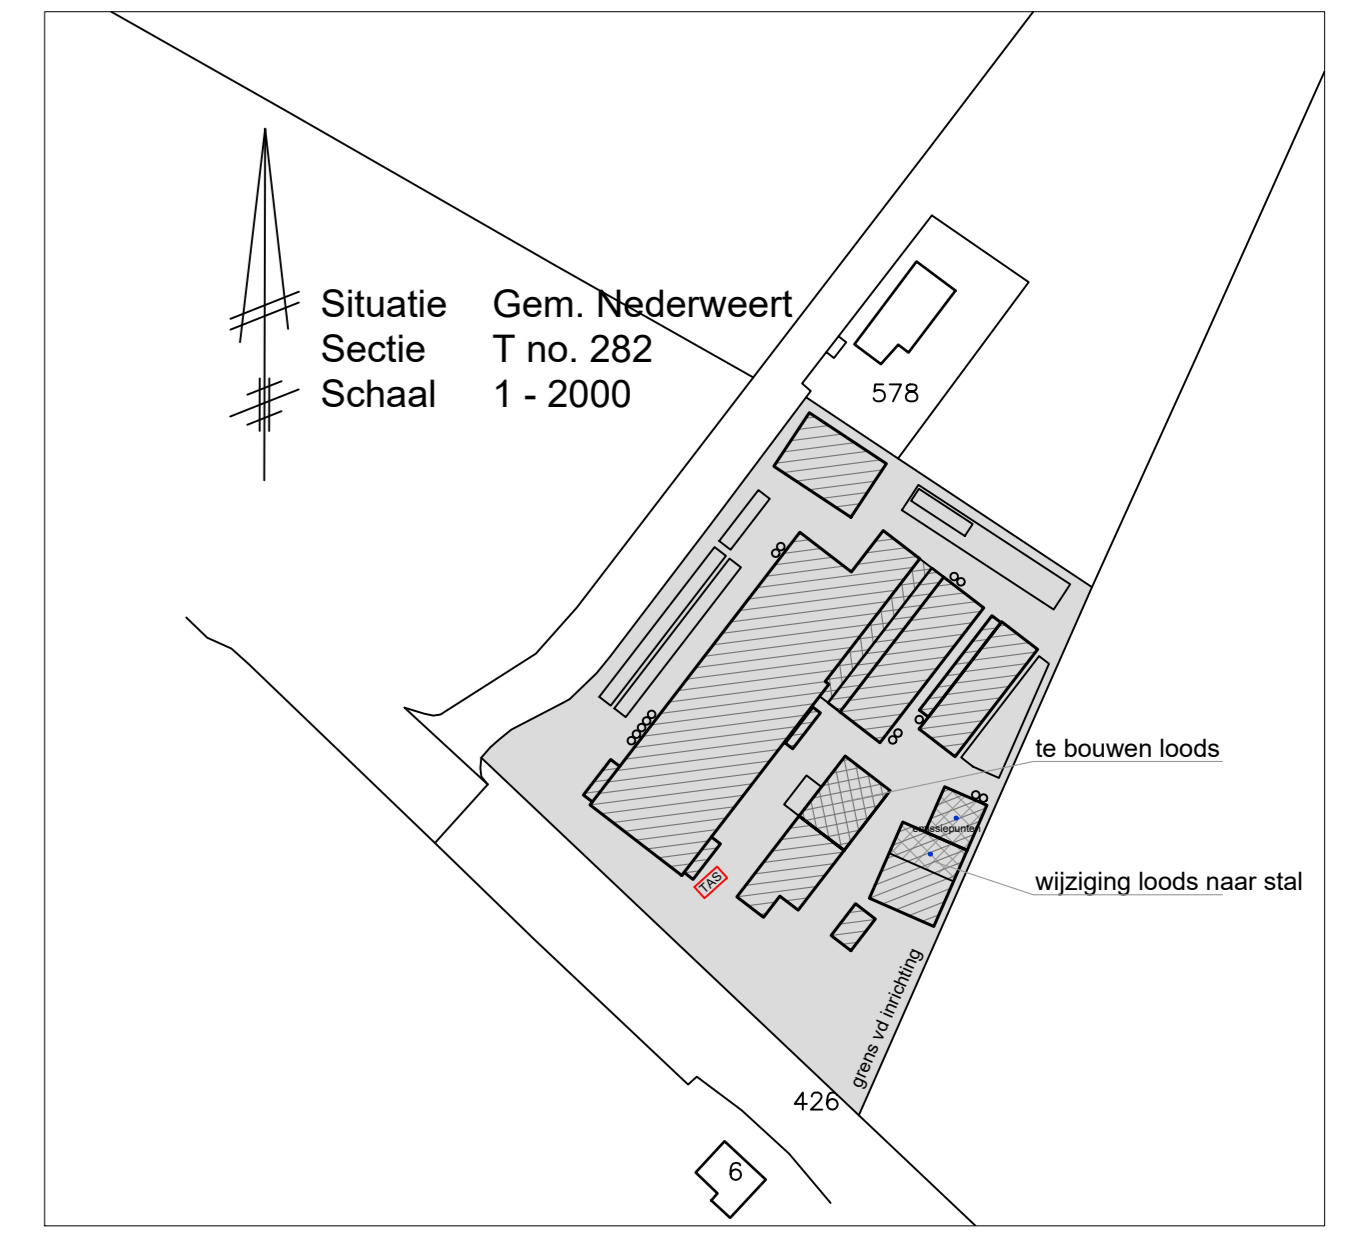 Situatie Gem. Nederweert
Sectie T no. 282
Schaal 1 - 2000
578
te bouwen loods
emissiepunten
wijziging loods naar stal
TAS
grens vd inrichting
426
6